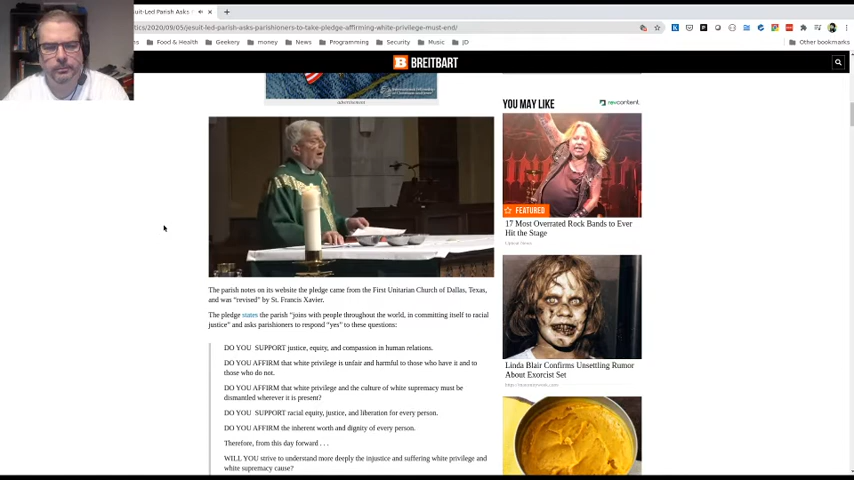 suit-Led Parish Asks
tics/2020/09/05/jesuit-led-parish-asks-parishioners-to-take-pledge-affirming-white-privilege-must-end/
Food & Health
Geekery
money
News
Programming
Security
Music
JD
Other bookmarks
BREITBART
advertisement
YOU MAY LIKE
revcontent
FEATURED
17 Most Overrated Rock Bands to Ever
Hit the Stage
Linda Blair Confirms Unsettling Rumor
About Exorcist Set
The parish notes on its website the pledge came from the First Unitarian Church of Dallas, Texas,
and was “revised” by St. Francis Xavier.
The pledge states the parish “joins with people throughout the world, in committing itself to racial
justice” and asks parishioners to respond “yes” to these questions:
DO YOU SUPPORT justice, equity, and compassion in human relations.
DO YOU AFFIRM that white privilege is unfair and harmful to those who have it and to
those who do not.
DO YOU AFFIRM that white privilege and the culture of white supremacy must be
dismantled wherever it is present?
DO YOU SUPPORT racial equity, justice, and liberation for every person.
DO YOU AFFIRM the inherent worth and dignity of every person.
Therefore, from this day forward . . .
WILL YOU strive to understand more deeply the injustice and suffering white privilege and
white supremacy cause?